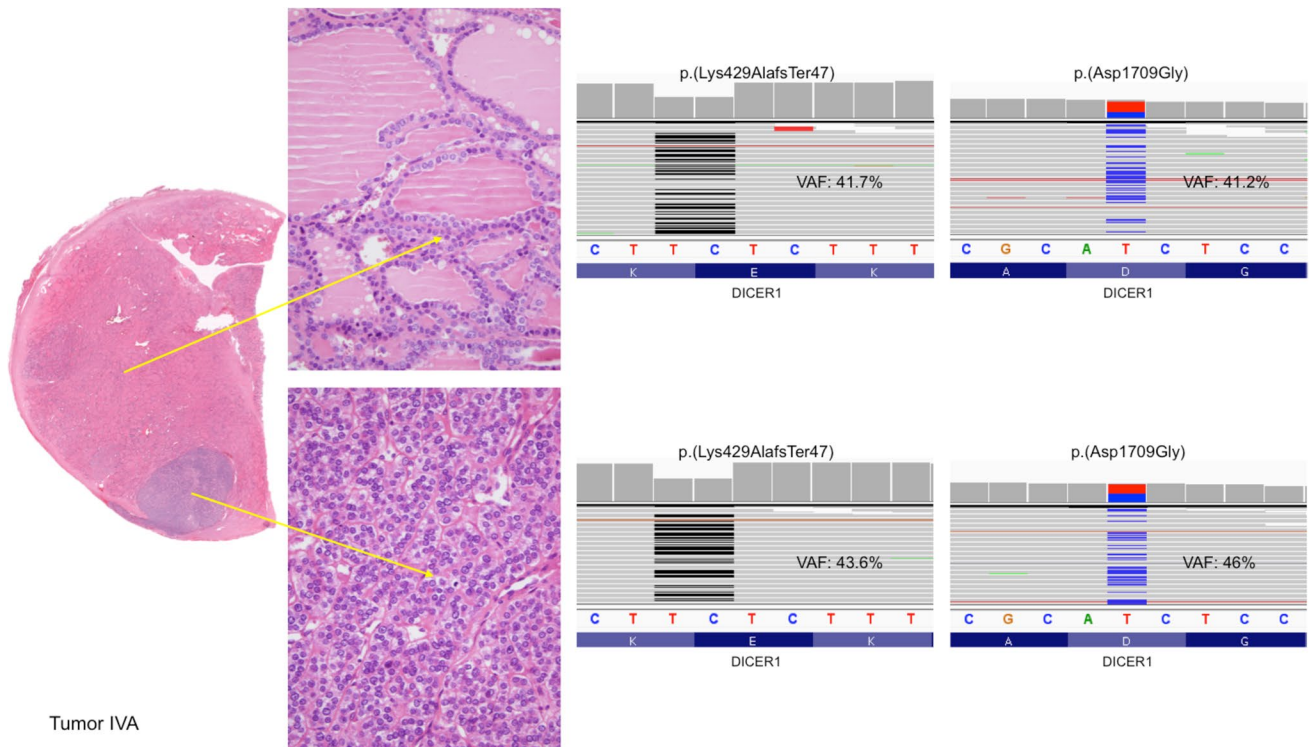 p.(Lys429AlafsTer47)
p.(Asp1709Gly)
VAF: 41.7%
VAF: 41.2%
C T T C T C T T T
C G C A T C T C C
K E K
A D G
DICER1
DICER1
p.(Lys429AlafsTer47)
p.(Asp1709Gly)
VAF: 43.6%
VAF: 46%
C T T C T C T T T
C G C A T C T C C
K E K
A D G
DICER1
DICER1
Tumor IVA